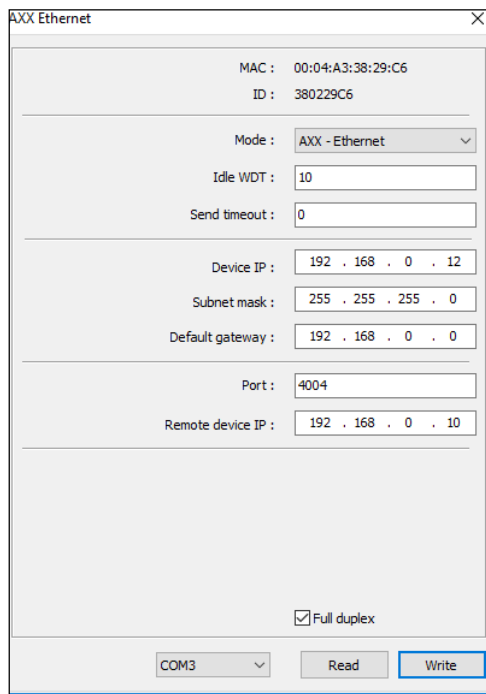 AXX Ethernet
MAC : 00:04:A3:38:29:C6
ID : 380229C6
Mode : AXX - Ethernet
Idle WDT : 10
Send timeout : 0
Device IP : 192 . 168 . 0 . 12
Subnet mask : 255 . 255 . 255 . 0
Default gateway : 192 . 168 . 0 . 0
Port : 4004
Remote device IP : 192 . 168 . 0 . 10
Full duplex
COM3 Read Write